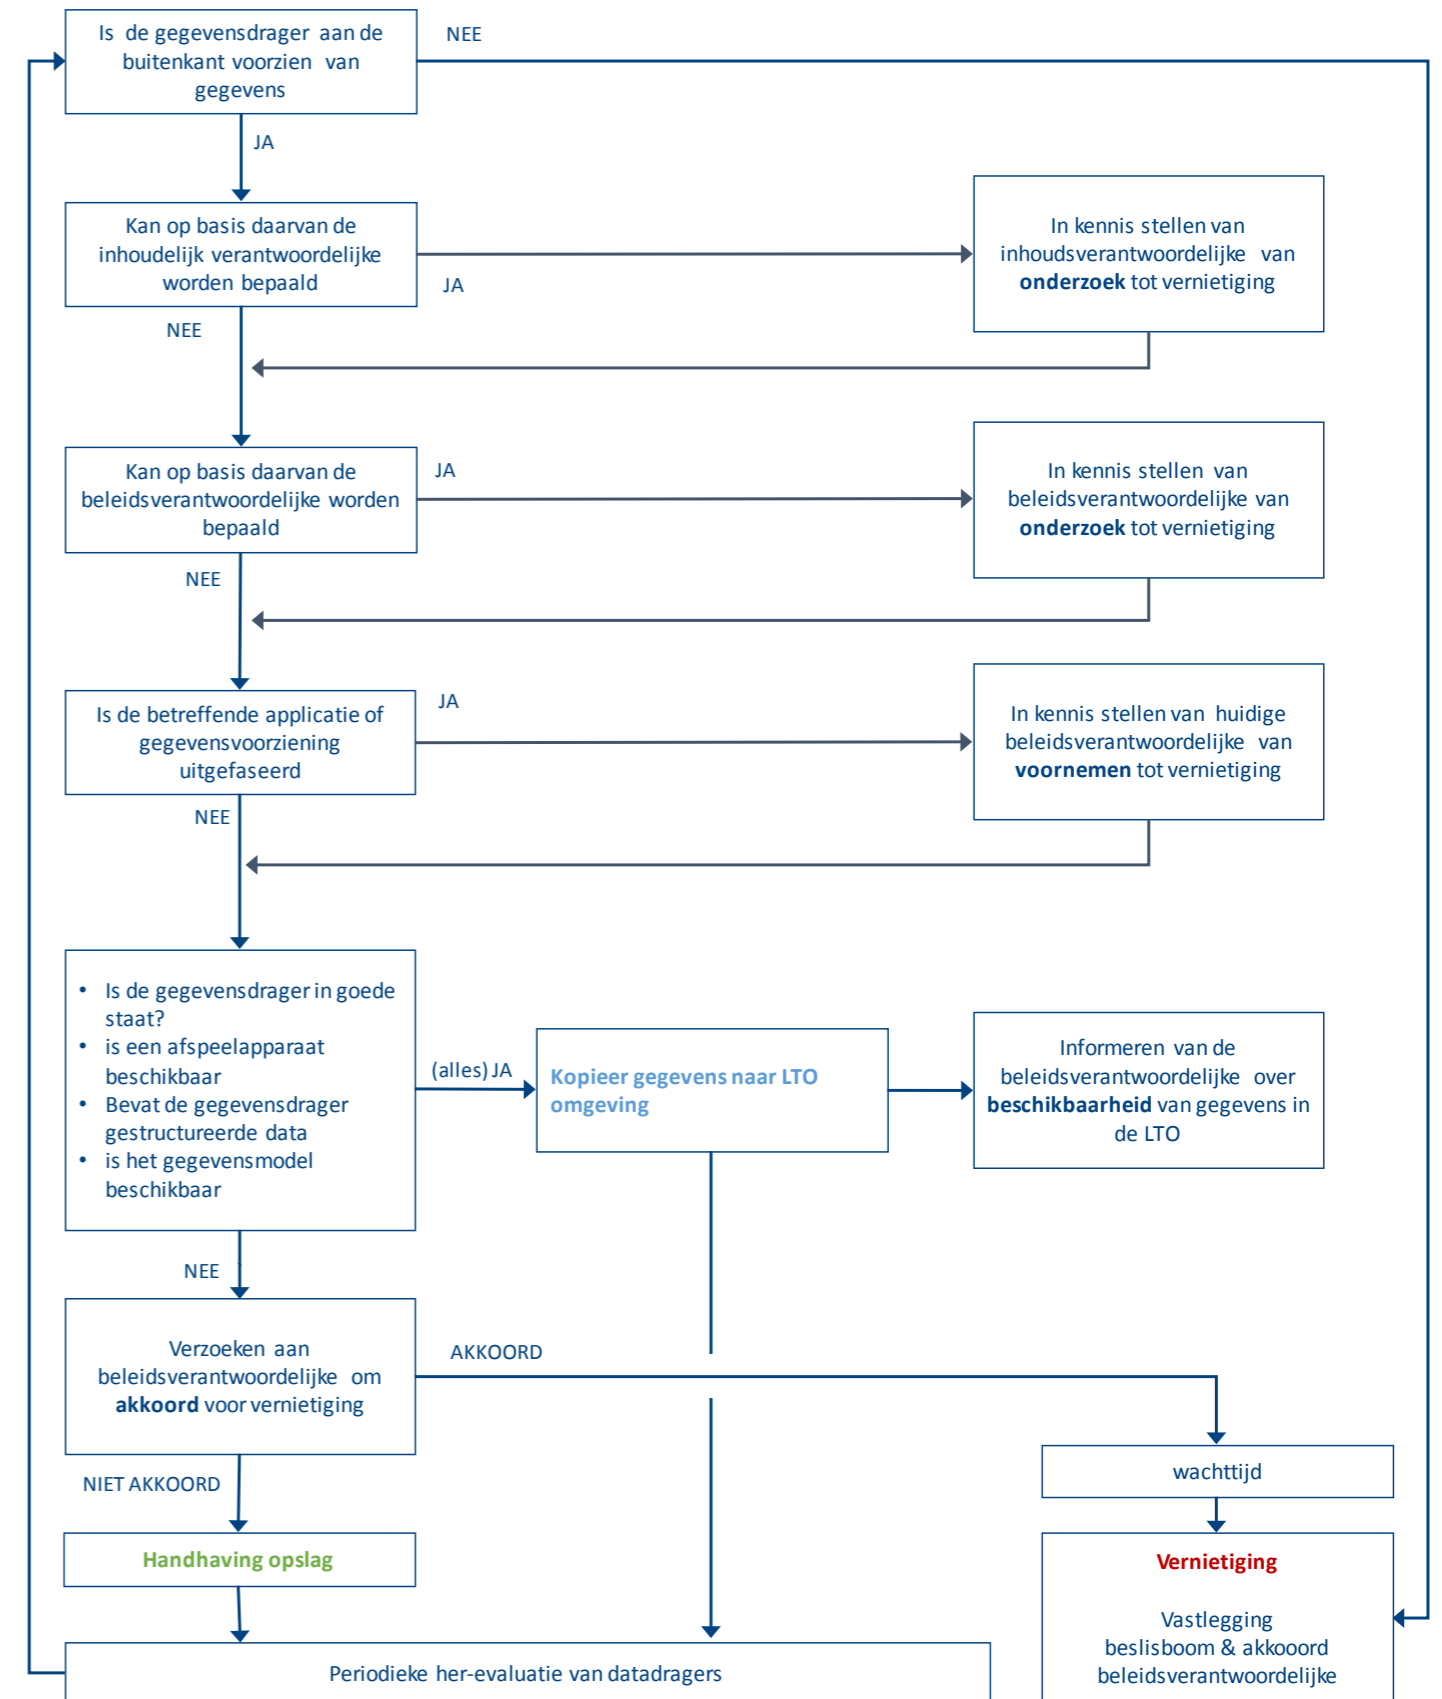 Is de gegevensdrager aan de
buitenkant voorzien van
gegevens
NEE
JA
Kan op basis daarvan de
inhoudelijk verantwoordelijke
worden bepaald
JA
In kennis stellen van
inhoudsverantwoordelijke van
onderzoek tot vernietiging
NEE
Kan op basis daarvan de
beleidsverantwoordelijke worden
bepaald
JA
In kennis stellen van
beleidsverantwoordelijke van
onderzoek tot vernietiging
NEE
Is de betreffende applicatie of
gegevensvoorziening
uitgefaseerd
JA
In kennis stellen van huidige
beleidsverantwoordelijke van
voornemen tot vernietiging
NEE
• Is de gegevensdrager in goede
staat?
• is een afspeelapparaat
beschikbaar
• Bevat de gegevensdrager
gestructureerde data
• is het gegevensmodel
beschikbaar
(alles) JA
Kopieer gegevens naar LTO
omgeving
Informeren van de
beleidsverantwoordelijke over
beschikbaarheid van gegevens in
de LTO
NEE
Verzoeken aan
beleidsverantwoordelijke om
akkoord voor vernietiging
AKKOORD
wachttijd
NIET AKKOORD
Handhaving opslag
Vernietiging
Vastlegging
beslisboom & akkooord
beleidsverantwoordelijke
Periodieke her-evaluatie van datadragers